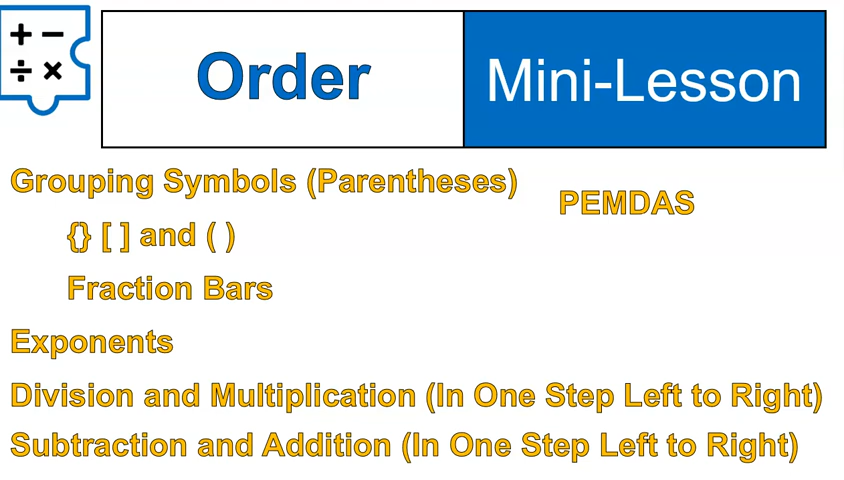 + −
÷ ×
Order
Mini-Lesson
Grouping Symbols (Parentheses)
PEMDAS
{} [ ] and ( )
Fraction Bars
Exponents
Division and Multiplication (In One Step Left to Right)
Subtraction and Addition (In One Step Left to Right)